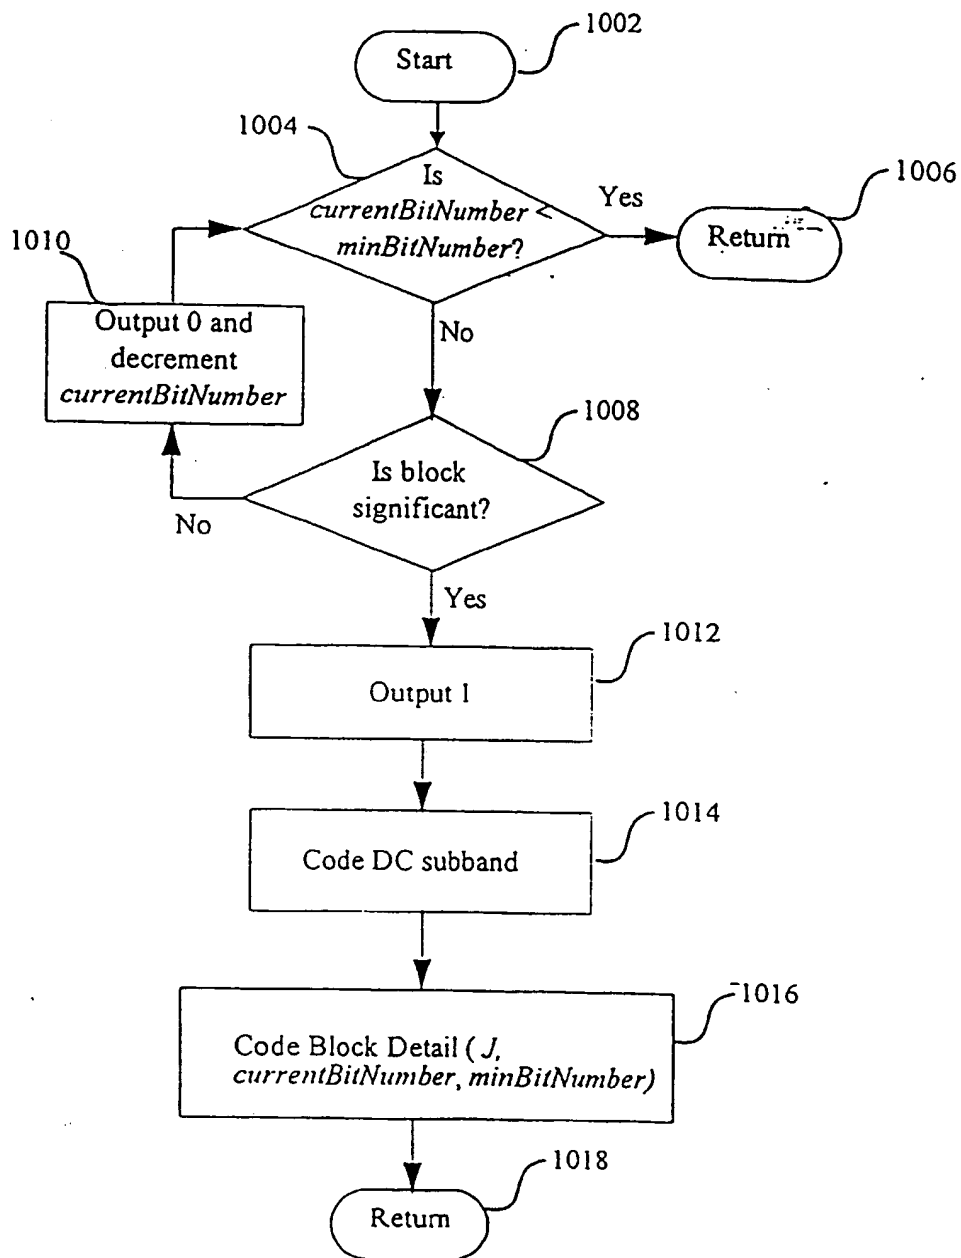 1002
Start
1004
Is
currentBitNumber <
minBitNumber?
Yes
1006
Return
1010
Output 0 and
decrement
currentBitNumber
No
1008
Is block
significant?
No
Yes
1012
Output 1
1014
Code DC subband
1016
Code Block Detail ( J,
currentBitNumber, minBitNumber)
1018
Return